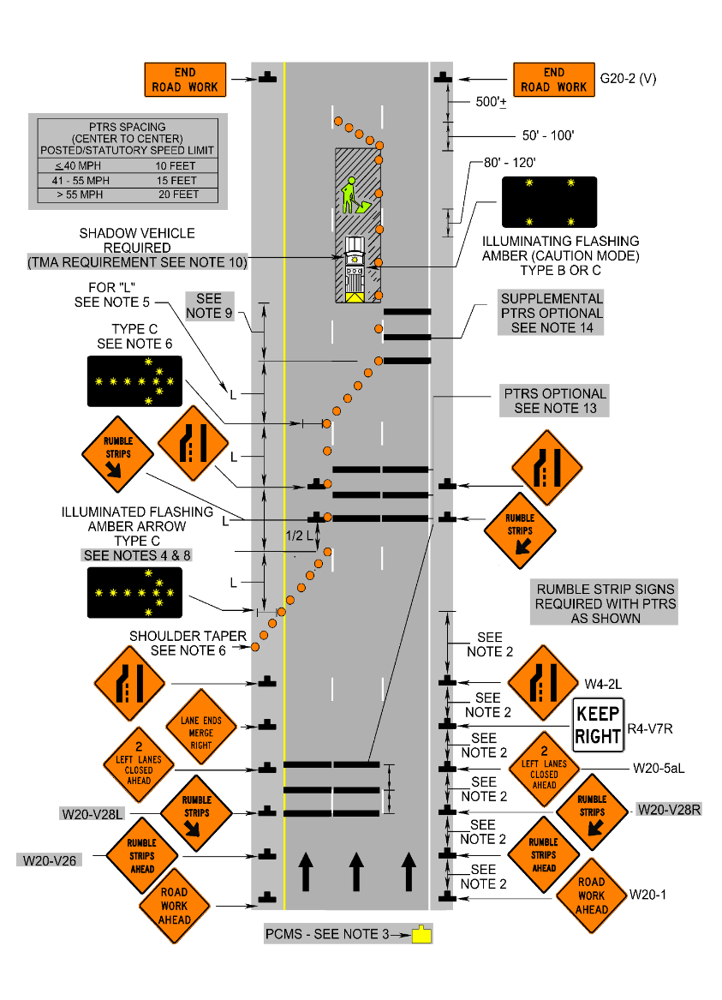 END
ROAD WORK
END
ROAD WORK
G20-2 (V)
500'±
50' - 100'
80' - 120'
PTRS SPACING
(CENTER TO CENTER)
POSTED/STATUTORY SPEED LIMIT
≤ 40 MPH 10 FEET
41 - 55 MPH 15 FEET
> 55 MPH 20 FEET
ILLUMINATING FLASHING
AMBER (CAUTION MODE)
TYPE B OR C
SHADOW VEHICLE
REQUIRED
(TMA REQUIREMENT SEE NOTE 10)
FOR "L"
SEE NOTE 5
SEE
NOTE 9
SUPPLEMENTAL
PTRS OPTIONAL
SEE NOTE 14
TYPE C
SEE NOTE 6
L
PTRS OPTIONAL
SEE NOTE 13
RUMBLE
STRIPS
L
ILLUMINATED FLASHING
AMBER ARROW
TYPE C
SEE NOTES 4 & 8
L
1/2 L
RUMBLE
STRIPS
L
RUMBLE STRIP SIGNS
REQUIRED WITH PTRS
AS SHOWN
SHOULDER TAPER
SEE NOTE 6
SEE
NOTE 2
W4-2L
LANE ENDS
MERGE
RIGHT
SEE
NOTE 2
KEEP
RIGHT
R4-V7R
2
LEFT LANES
CLOSED
AHEAD
SEE
NOTE 2
2
LEFT LANES
CLOSED
AHEAD
W20-5aL
W20-V28L
RUMBLE
STRIPS
SEE
NOTE 2
RUMBLE
STRIPS
W20-V28R
W20-V26
RUMBLE
STRIPS
AHEAD
SEE
NOTE 2
RUMBLE
STRIPS
AHEAD
ROAD
WORK
AHEAD
SEE
NOTE 2
ROAD
WORK
AHEAD
W20-1
PCMS - SEE NOTE 3